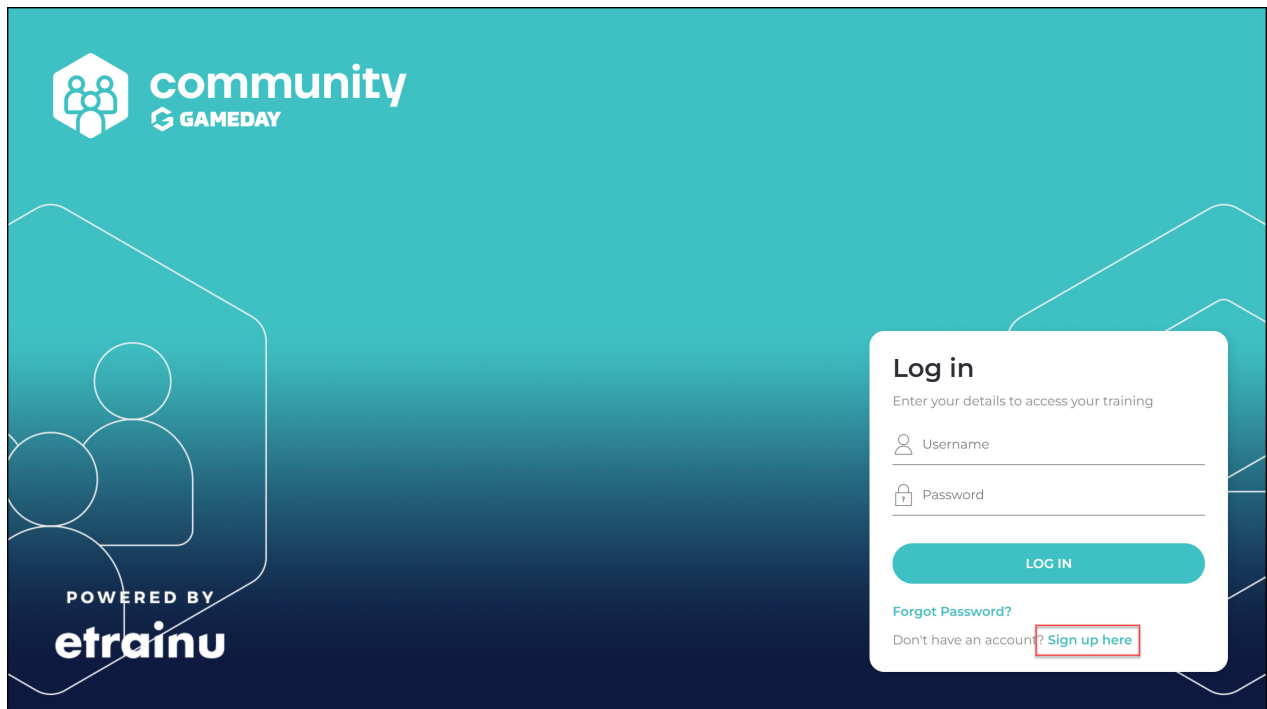 community
GAMEDAY
Log in
Enter your details to access your training
Username
Password
LOG IN
Forgot Password?
Don't have an account? Sign up here
POWERED BY
etrainu